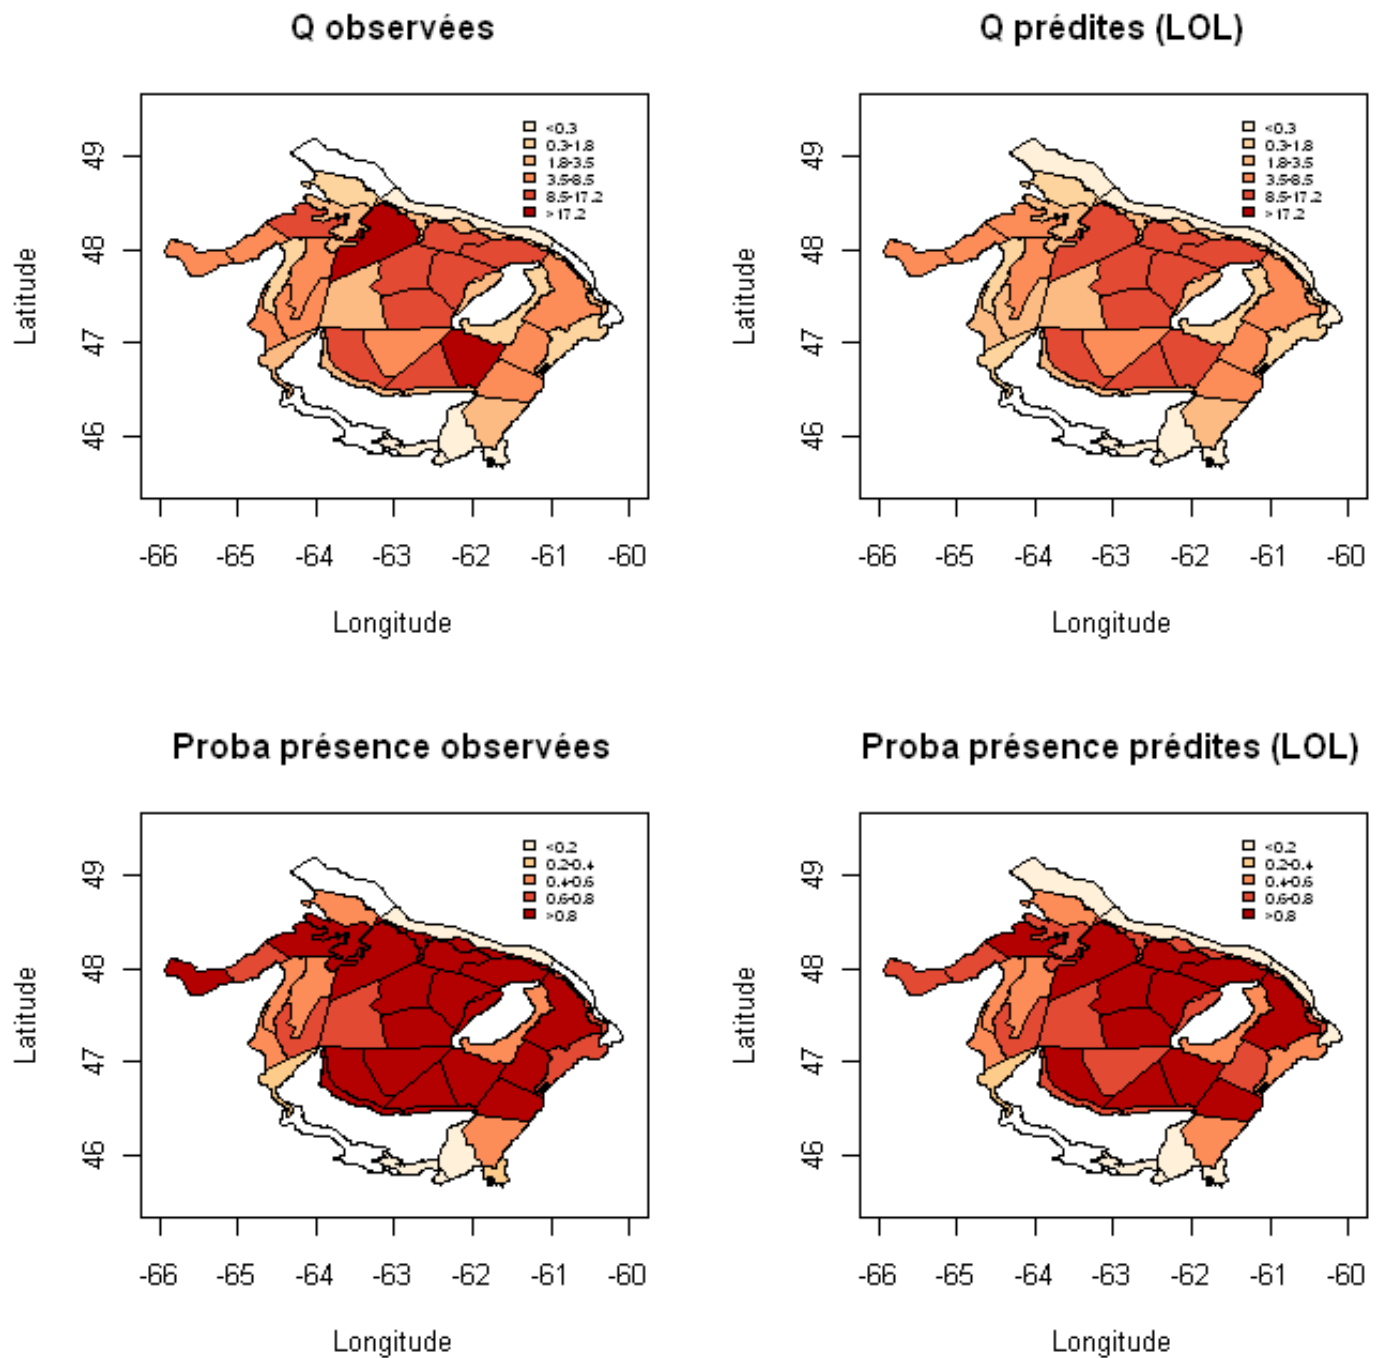 Q observées
<0.3
0.3-1.8
1.8-3.5
3.5-8.5
8.5-17.2
>17.2
Latitude
49
48
47
46
-66 -65 -64 -63 -62 -61 -60
Longitude
Q prédites (LOL)
<0.3
0.3-1.8
1.8-3.5
3.5-8.5
8.5-17.2
>17.2
Latitude
49
48
47
46
-66 -65 -64 -63 -62 -61 -60
Longitude
Proba présence observées
<0.2
0.2-0.4
0.4-0.6
0.6-0.8
>0.8
Latitude
49
48
47
46
-66 -65 -64 -63 -62 -61 -60
Longitude
Proba présence prédites (LOL)
<0.2
0.2-0.4
0.4-0.6
0.6-0.8
>0.8
Latitude
49
48
47
46
-66 -65 -64 -63 -62 -61 -60
Longitude